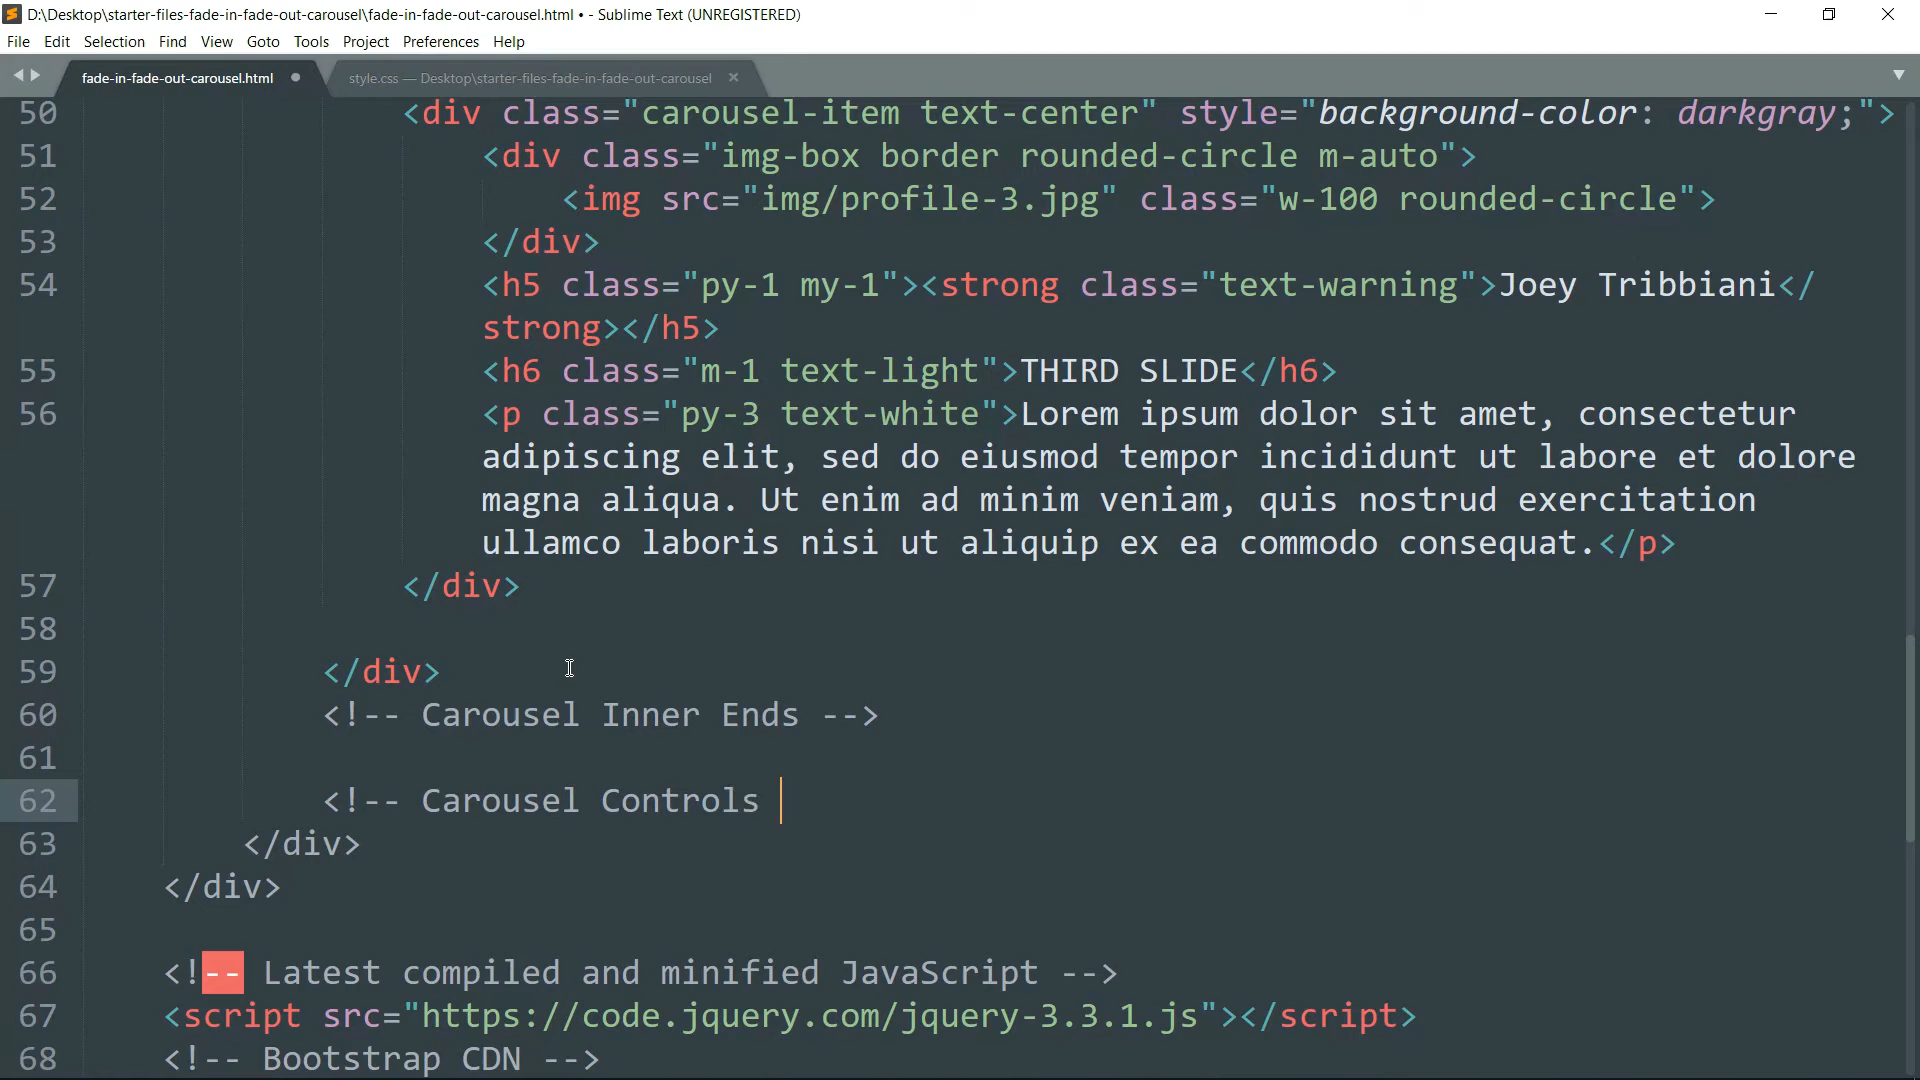 D:\Desktop\starter-files-fade-in-fade-out-carousel\fade-in-fade-out-carousel.html • - Sublime Text (UNREGISTERED)
File Edit Selection Find View Goto Tools Project Preferences Help
fade-in-fade-out-carousel.html style.css — Desktop\starter-files-fade-in-fade-out-carousel
50 <div class="carousel-item text-center" style="background-color: darkgray;">
51 <div class="img-box border rounded-circle m-auto">
52 <img src="img/profile-3.jpg" class="w-100 rounded-circle">
53 </div>
54 <h5 class="py-1 my-1"><strong class="text-warning">Joey Tribbiani</
strong></h5>
55 <h6 class="m-1 text-light">THIRD SLIDE</h6>
56 <p class="py-3 text-white">Lorem ipsum dolor sit amet, consectetur
adipiscing elit, sed do eiusmod tempor incididunt ut labore et dolore
magna aliqua. Ut enim ad minim veniam, quis nostrud exercitation
ullamco laboris nisi ut aliquip ex ea commodo consequat.</p>
57 </div>
58
59 </div>
60 <!-- Carousel Inner Ends -->
61
62 <!-- Carousel Controls
63 </div>
64 </div>
65
66 <!-- Latest compiled and minified JavaScript -->
67 <script src="https://code.jquery.com/jquery-3.3.1.js"></script>
68 <!-- Bootstrap CDN -->